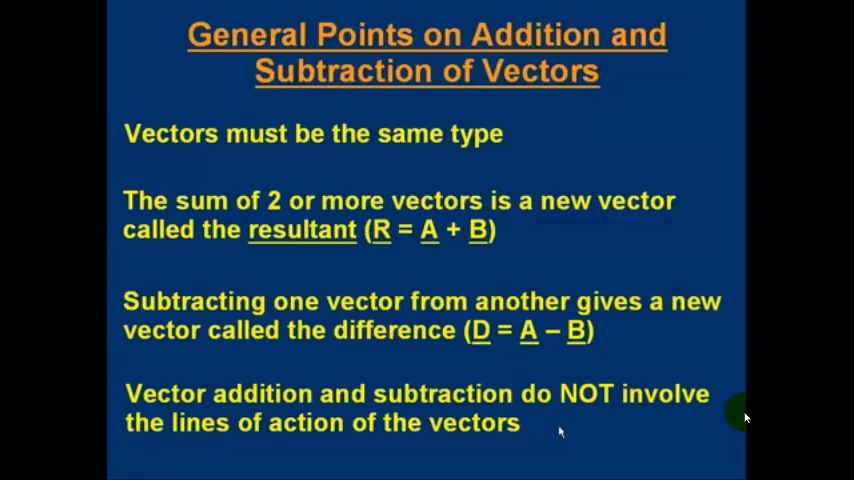 General Points on Addition and
Subtraction of Vectors
Vectors must be the same type
The sum of 2 or more vectors is a new vector
called the resultant (R = A + B)
Subtracting one vector from another gives a new
vector called the difference (D = A – B)
Vector addition and subtraction do NOT involve
the lines of action of the vectors